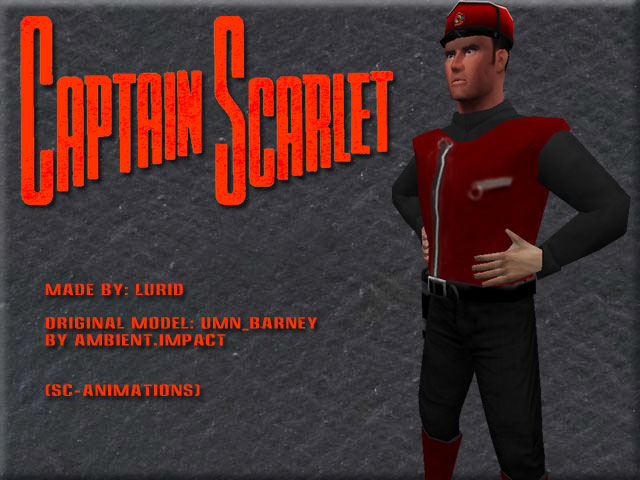 CAPTAIN SCARLET
MADE BY: LURID
ORIGINAL MODEL: UMN_BARNEY
BY AMBIENT.IMPACT
(SC-ANIMATIONS)